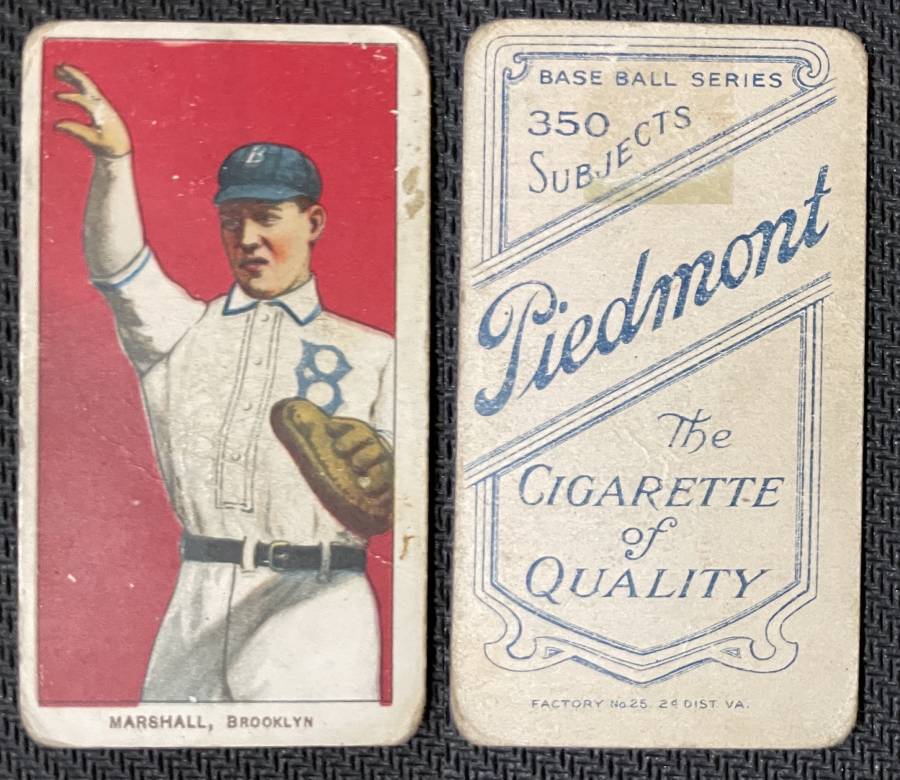 B
B
MARSHALL, BROOKLYN
BASE BALL SERIES
350
SUBJECTS
Piedmont
The
CIGARETTE
of
QUALITY
FACTORY No.25. 2d DIST. VA.